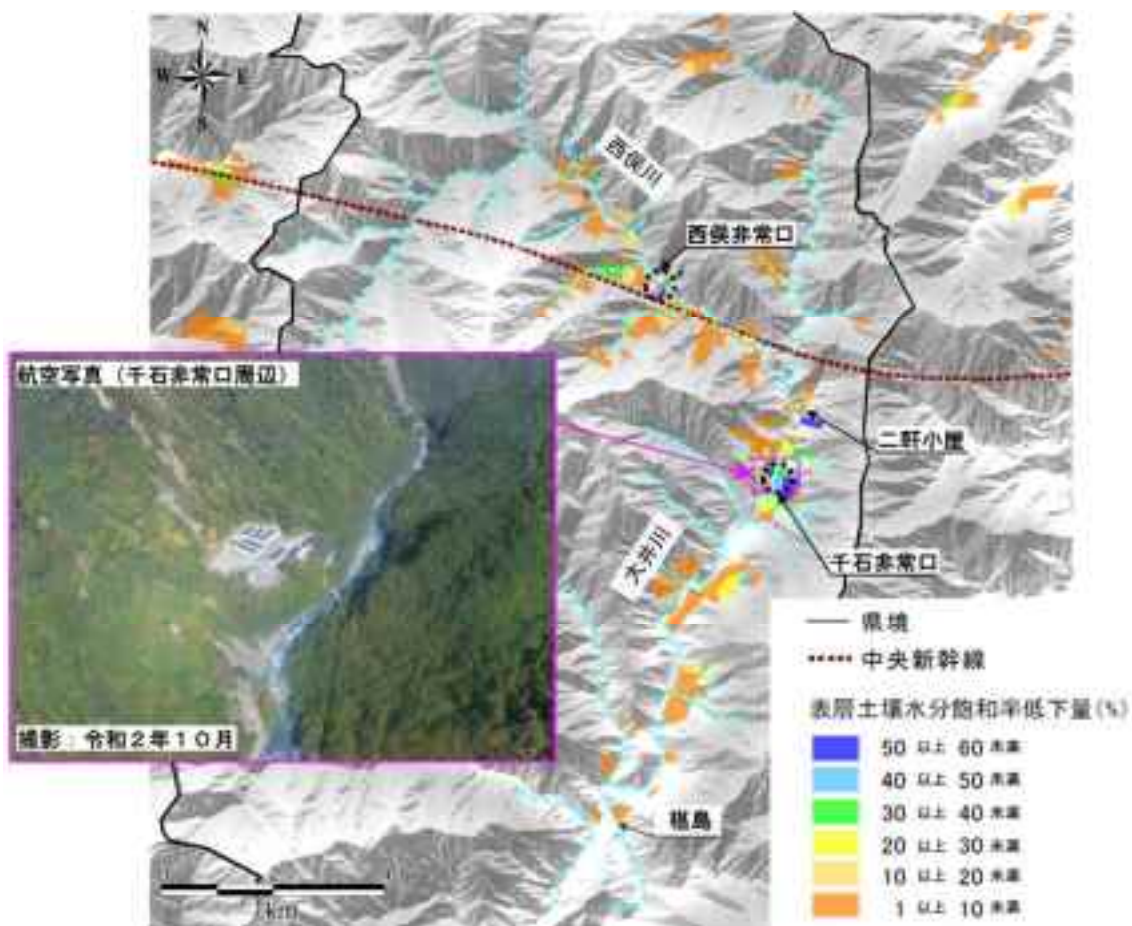 N
W E
S
西俣川
西俣非常口
航空写真（千石非常口周辺）
二軒小屋
大井川
千石非常口
県境
中央新幹線
表層土壌水分飽和率低下量(%)
50 以上 60 未満
40 以上 50 未満
30 以上 40 未満
20 以上 30 未満
10 以上 20 未満
1 以上 10 未満
撮影：令和2年10月
椹島
km